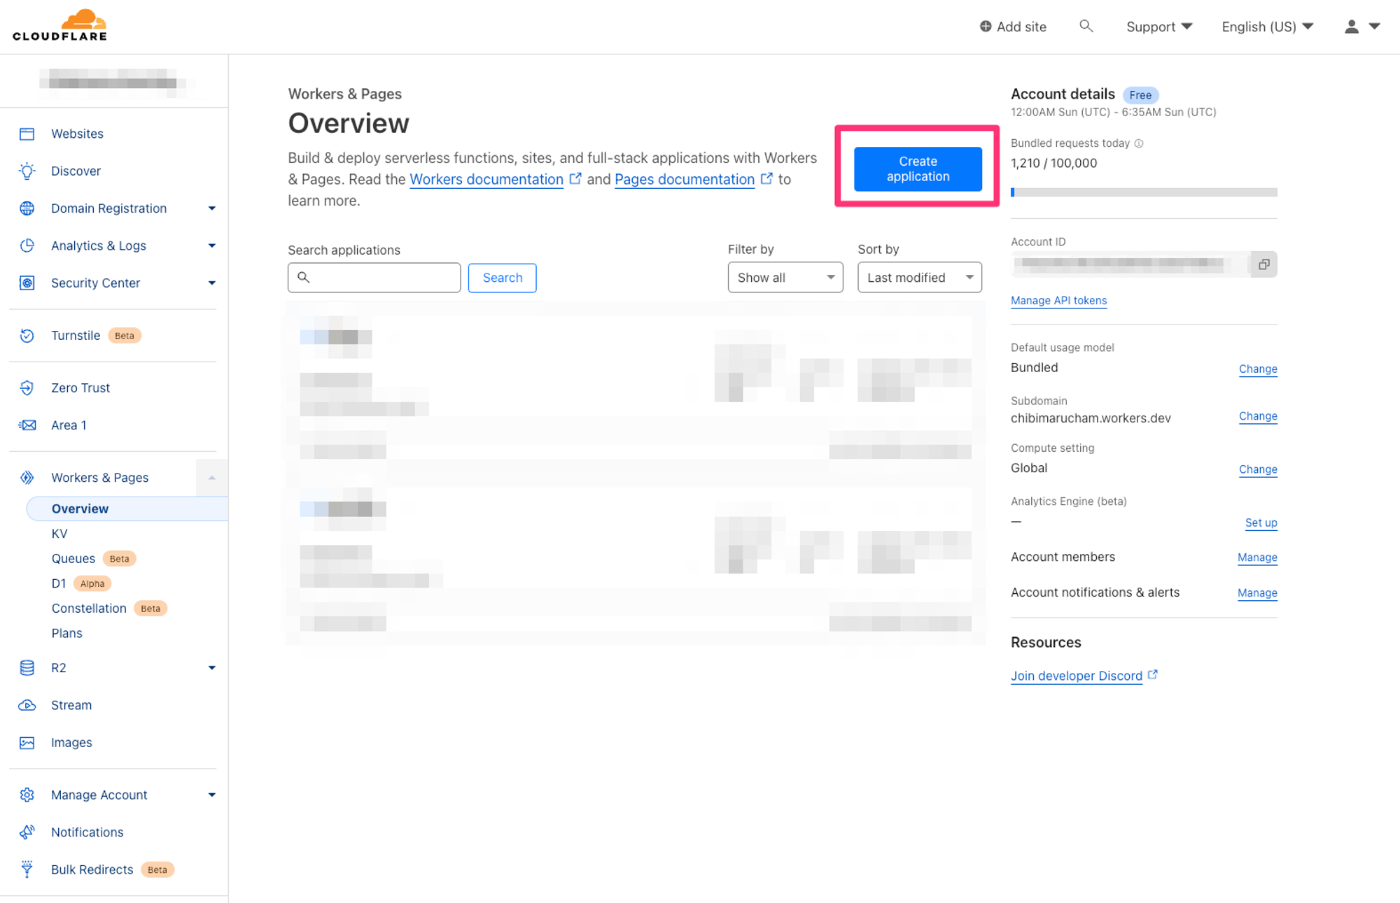 CLOUDFLARE
Add site
Support
English (US)
Websites
Discover
Domain Registration
Analytics & Logs
Security Center
Turnstile Beta
Zero Trust
Area 1
Workers & Pages
Overview
KV
Queues Beta
D1 Alpha
Constellation Beta
Plans
R2
Stream
Images
Manage Account
Notifications
Bulk Redirects Beta
Workers & Pages
Overview
Build & deploy serverless functions, sites, and full-stack applications with Workers
& Pages. Read the Workers documentation and Pages documentation to
learn more.
Create
application
Search applications
Search
Filter by
Show all
Sort by
Last modified
Account details Free
12:00AM Sun (UTC) - 6:35AM Sun (UTC)
Bundled requests today
1,210 / 100,000
Account ID
Manage API tokens
Default usage model
Bundled
Change
Subdomain
chibimarucham.workers.dev
Change
Compute setting
Global
Change
Analytics Engine (beta)
—
Set up
Account members
Manage
Account notifications & alerts
Manage
Resources
Join developer Discord